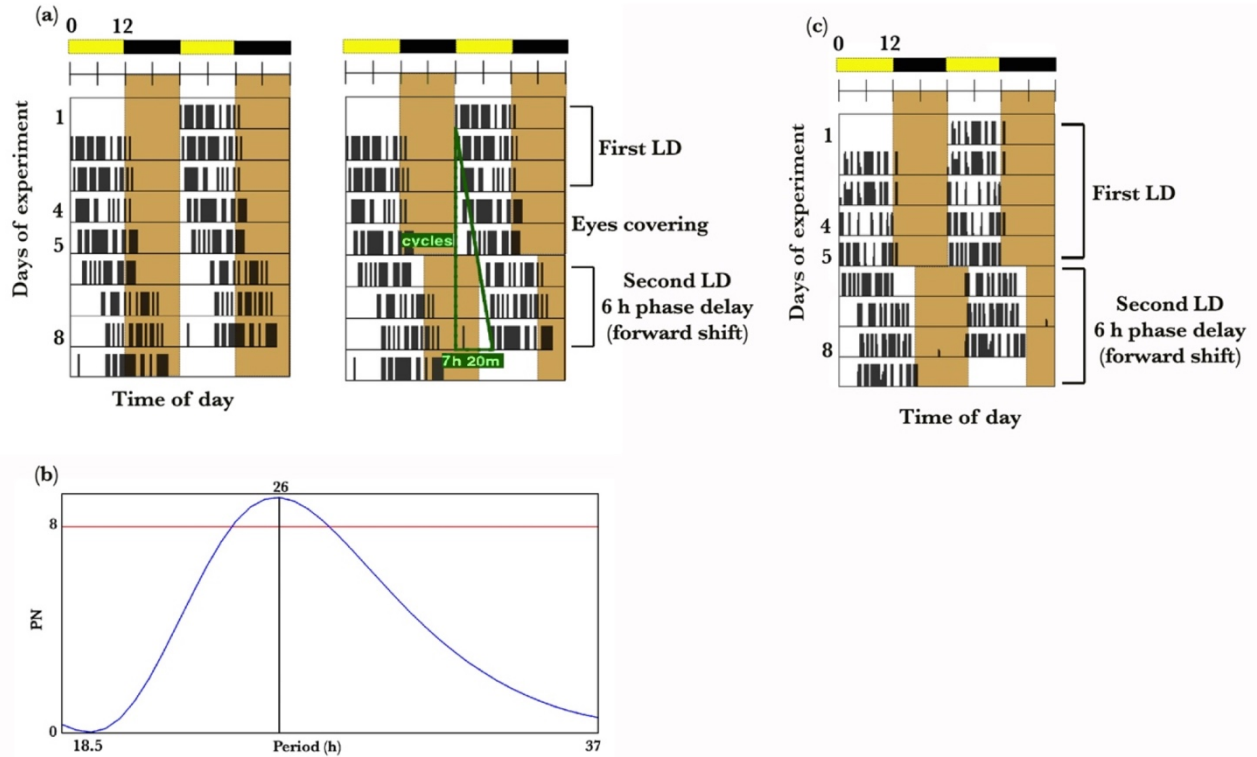 (a)
0 12
Days of experiment
1
4
5
8
Time of day
cycles
7h 20m
First LD
Eyes covering
Second LD
6 h phase delay
(forward shift)
(c)
0 12
Days of experiment
1
4
5
8
Time of day
First LD
Second LD
6 h phase delay
(forward shift)
(b)
26
8
PN
0
18.5 Period (h) 37